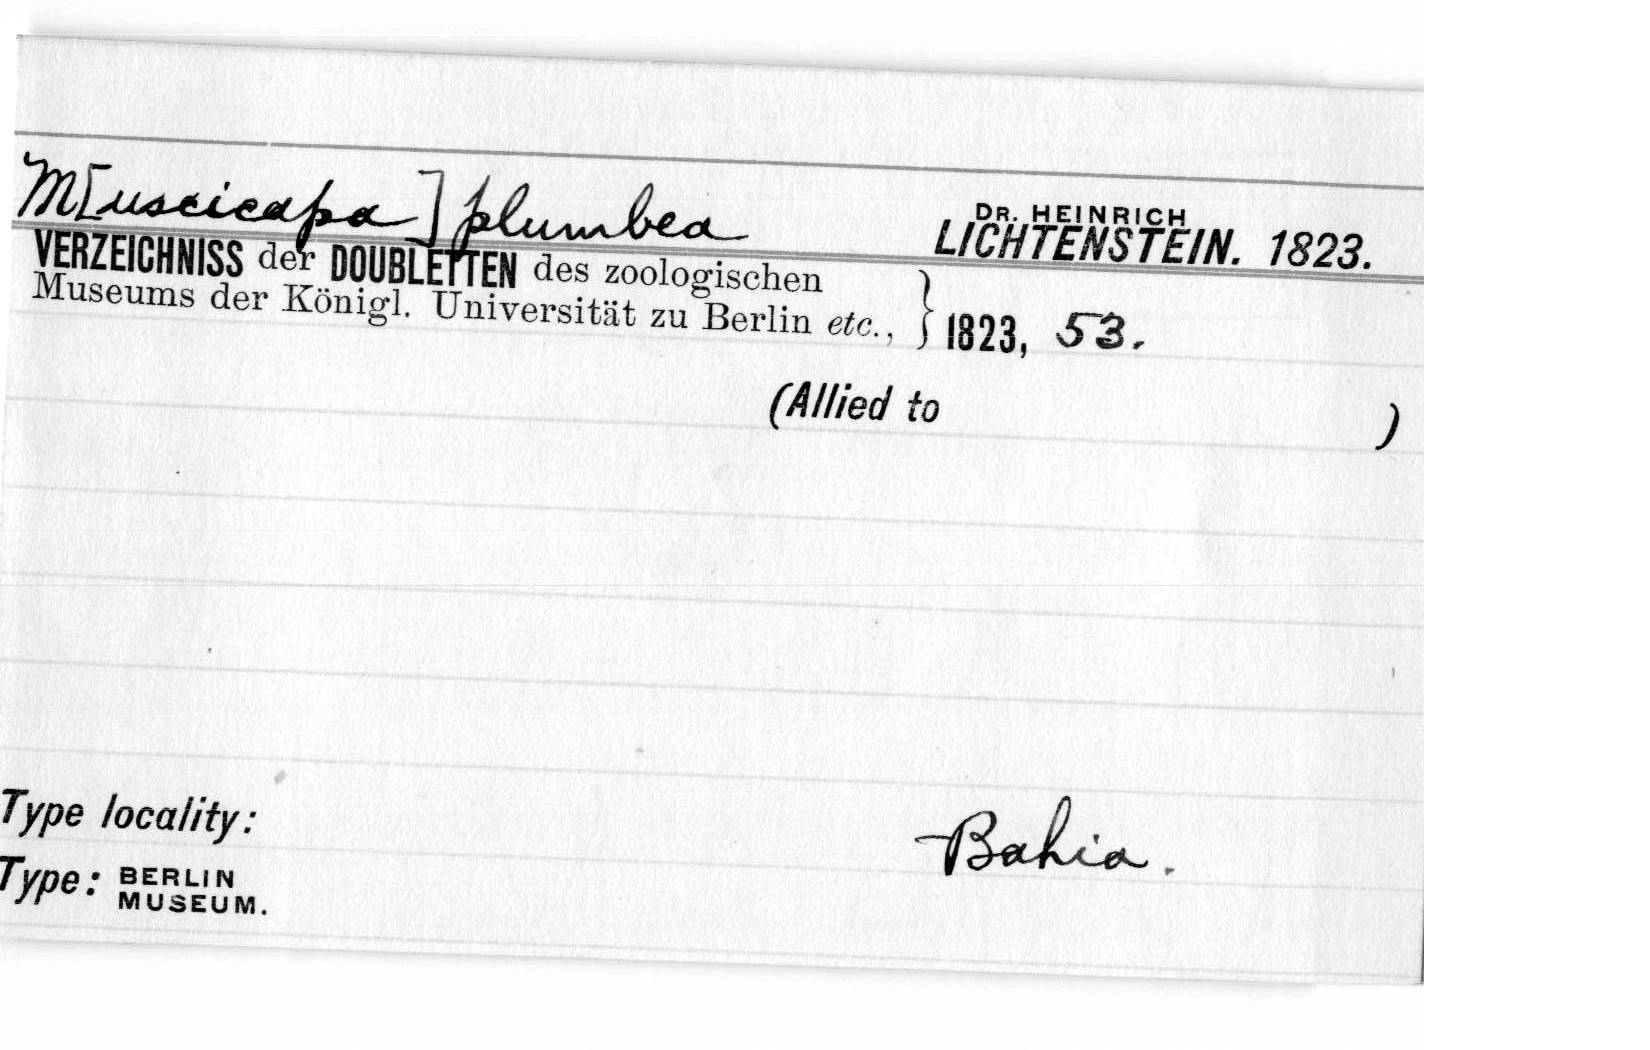 M[uscicapa] plumbea
DR. HEINRICH
LICHTENSTEIN. 1823.
VERZEICHNISS der DOUBLETTEN des zoologischen
Museums der Königl. Universität zu Berlin etc., } 1823, 53.
(Allied to )
Type locality:
Bahia.
Type: BERLIN
MUSEUM.